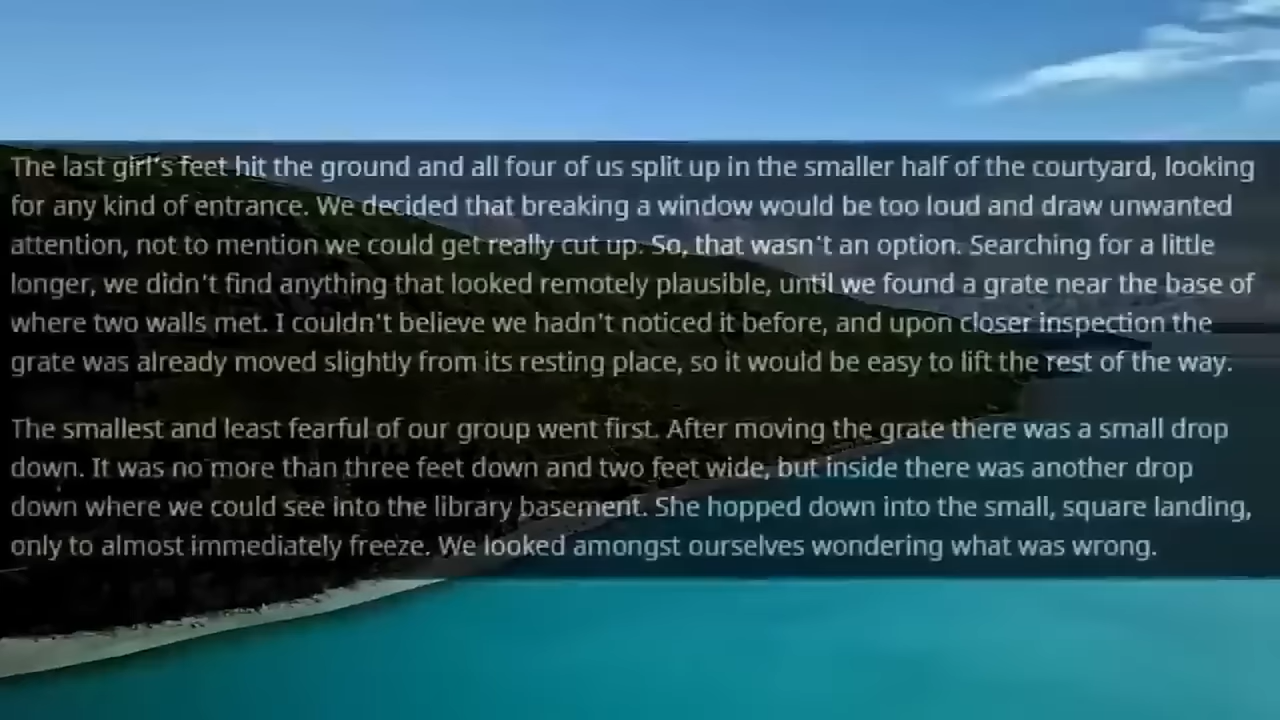 The last girl's feet hit the ground and all four of us split up in the smaller half of the courtyard, looking
for any kind of entrance. We decided that breaking a window would be too loud and draw unwanted
attention, not to mention we could get really cut up. So, that wasn't an option. Searching for a little
longer, we didn't find anything that looked remotely plausible, until we found a grate near the base of
where two walls met. I couldn't believe we hadn't noticed it before, and upon closer inspection the
grate was already moved slightly from its resting place, so it would be easy to lift the rest of the way.
The smallest and least fearful of our group went first. After moving the grate there was a small drop
down. It was no more than three feet down and two feet wide, but inside there was another drop
down where we could see into the library basement. She hopped down into the small, square landing,
only to almost immediately freeze. We looked amongst ourselves wondering what was wrong.